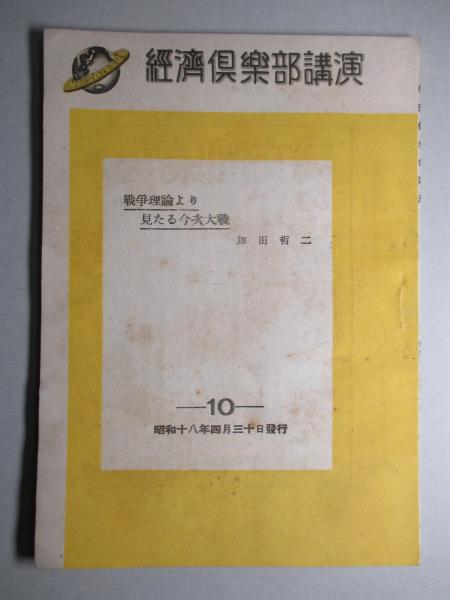 經濟倶樂部講演
戰爭理論より
見たる今次大戰
加田哲二
10
昭和十八年四月三十日發行